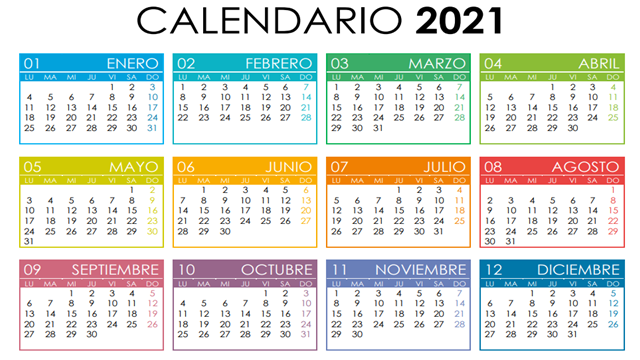 CALENDARIO 2021
01 ENERO
LU MA MI JU VI SA DO
1 2 3
4 5 6 7 8 9 10
11 12 13 14 15 16 17
18 19 20 21 22 23 24
25 26 27 28 29 30 31
02 FEBRERO
LU MA MI JU VI SA DO
1 2 3 4 5 6 7
8 9 10 11 12 13 14
15 16 17 18 19 20 21
22 23 24 25 26 27 28
03 MARZO
LU MA MI JU VI SA DO
1 2 3 4 5 6 7
8 9 10 11 12 13 14
15 16 17 18 19 20 21
22 23 24 25 26 27 28
29 30 31
04 ABRIL
LU MA MI JU VI SA DO
1 2 3 4
5 6 7 8 9 10 11
12 13 14 15 16 17 18
19 20 21 22 23 24 25
26 27 28 29 30
05 MAYO
LU MA MI JU VI SA DO
1 2
3 4 5 6 7 8 9
10 11 12 13 14 15 16
17 18 19 20 21 22 23
24 25 26 27 28 29 30
31
06 JUNIO
LU MA MI JU VI SA DO
1 2 3 4 5 6
7 8 9 10 11 12 13
14 15 16 17 18 19 20
21 22 23 24 25 26 27
28 29 30
07 JULIO
LU MA MI JU VI SA DO
1 2 3 4
5 6 7 8 9 10 11
12 13 14 15 16 17 18
19 20 21 22 23 24 25
26 27 28 29 30 31
08 AGOSTO
LU MA MI JU VI SA DO
1
2 3 4 5 6 7 8
9 10 11 12 13 14 15
16 17 18 19 20 21 22
23 24 25 26 27 28 29
30 31
09 SEPTIEMBRE
LU MA MI JU VI SA DO
1 2 3 4 5
6 7 8 9 10 11 12
13 14 15 16 17 18 19
20 21 22 23 24 25 26
27 28 29 30
10 OCTUBRE
LU MA MI JU VI SA DO
1 2 3
4 5 6 7 8 9 10
11 12 13 14 15 16 17
18 19 20 21 22 23 24
25 26 27 28 29 30 31
11 NOVIEMBRE
LU MA MI JU VI SA DO
1 2 3 4 5 6 7
8 9 10 11 12 13 14
15 16 17 18 19 20 21
22 23 24 25 26 27 28
29 30
12 DICIEMBRE
LU MA MI JU VI SA DO
1 2 3 4 5
6 7 8 9 10 11 12
13 14 15 16 17 18 19
20 21 22 23 24 25 26
27 28 29 30 31